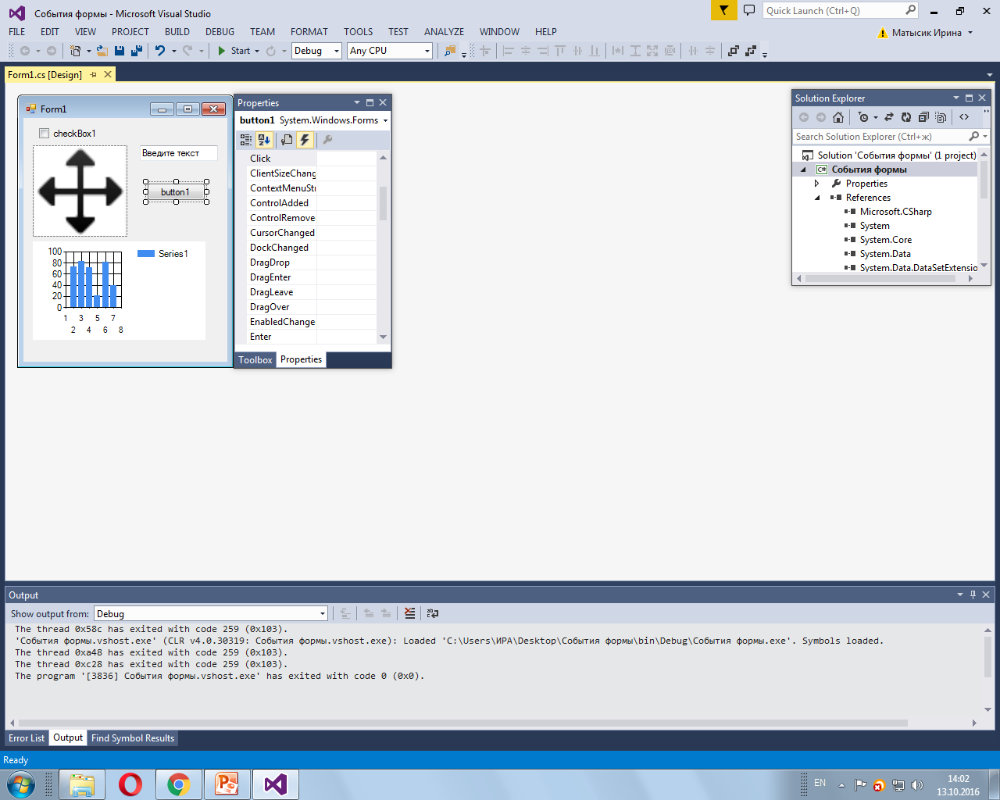 События формы - Microsoft Visual Studio
Quick Launch (Ctrl+Q)
FILE EDIT VIEW PROJECT BUILD DEBUG TEAM FORMAT TOOLS TEST ANALYZE WINDOW HELP
Матысик Ирина
Start Debug Any CPU
Form1.cs [Design]
Form1
checkBox1
Введите текст
button1
100
80
60
40
20
0
1 3 5 7
2 4 6 8
Series1
Properties
button1 System.Windows.Forms
Click
ClientSizeChang
ContextMenuStr
ControlAdded
ControlRemove
CursorChanged
DockChanged
DragDrop
DragEnter
DragLeave
DragOver
EnabledChange
Enter
Toolbox Properties
Solution Explorer
Search Solution Explorer (Ctrl+ж)
Solution 'События формы' (1 project)
C# События формы
Properties
References
Microsoft.CSharp
System
System.Core
System.Data
System.Data.DataSetExtensio
Output
Show output from: Debug
The thread 0x58c has exited with code 259 (0x103).
'События формы.vshost.exe' (CLR v4.0.30319: События формы.vshost.exe): Loaded 'C:\Users\ИРА\Desktop\События формы\bin\Debug\События формы.exe'. Symbols loaded.
The thread 0xa48 has exited with code 259 (0x103).
The thread 0xc28 has exited with code 259 (0x103).
The program '[3836] События формы.vshost.exe' has exited with code 0 (0x0).
Error List Output Find Symbol Results
Ready
EN
14:02
13.10.2016